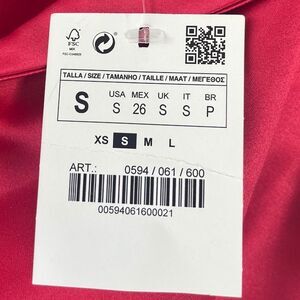 FSC
MIX
TALLA / SIZE / TAMANHO / TAILLE / MAAT / ΜΕΓΕΘΟΣ
S
USA MEX UK IT BR
S 26 S S P
XS S M L
ART.: 0594 / 061 / 600
00594061600021